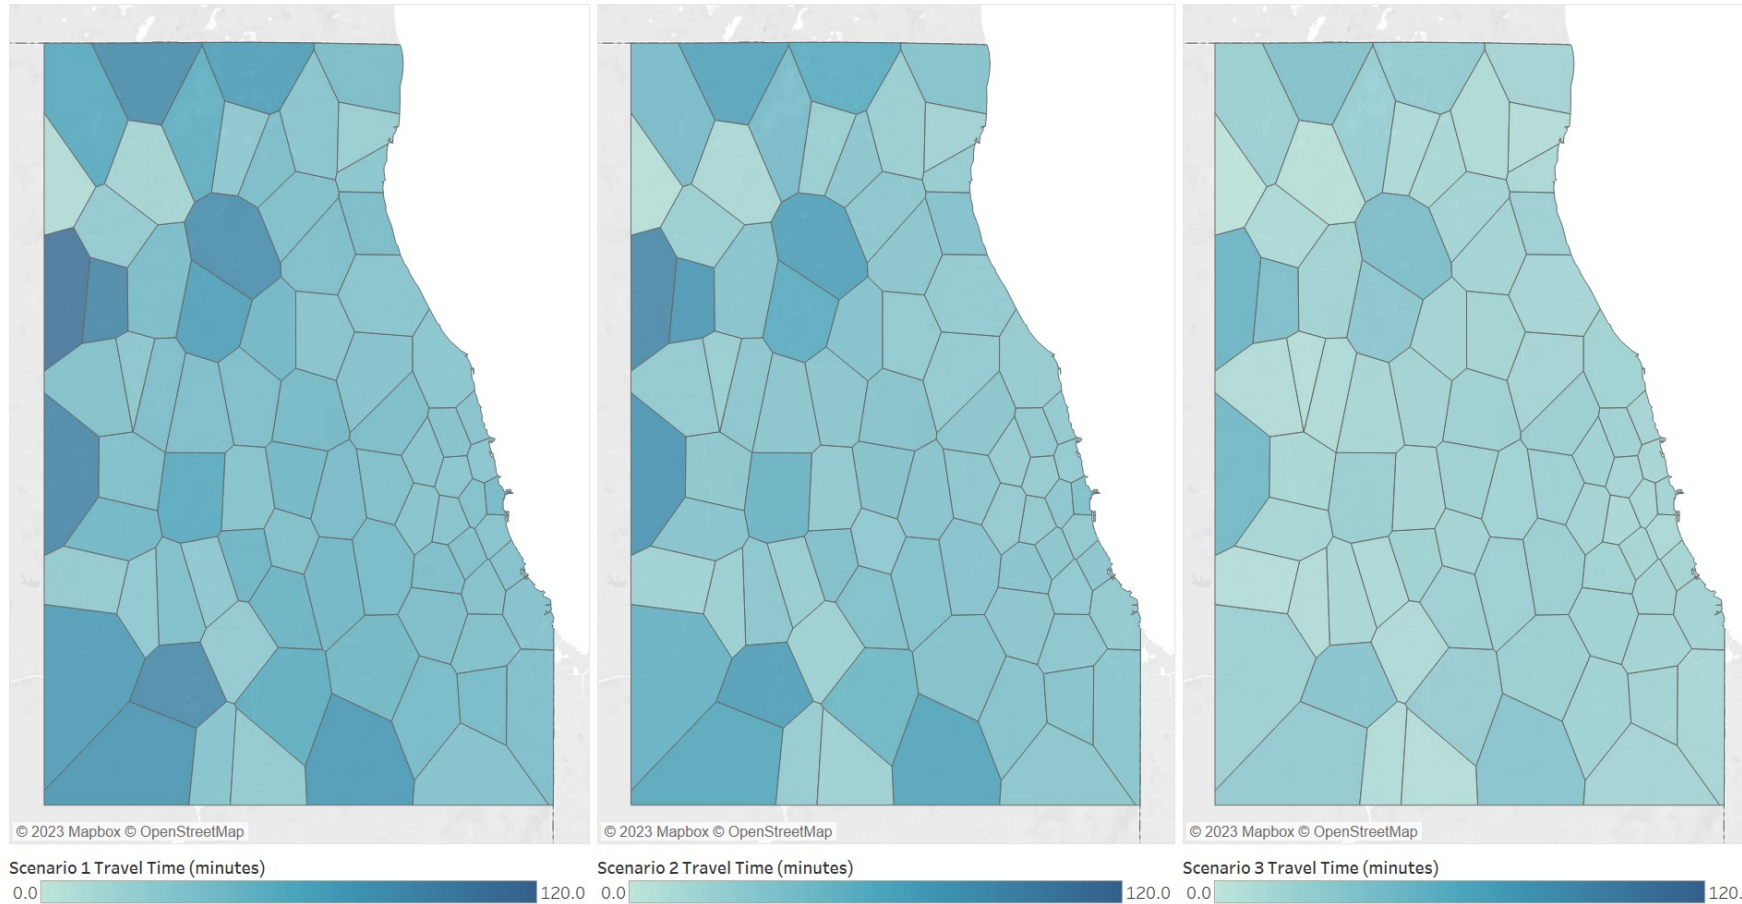 © 2023 Mapbox © OpenStreetMap
© 2023 Mapbox © OpenStreetMap
© 2023 Mapbox © OpenStreetMap
Scenario 1 Travel Time (minutes)
0.0 120.0
Scenario 2 Travel Time (minutes)
0.0 120.0
Scenario 3 Travel Time (minutes)
0.0 120.